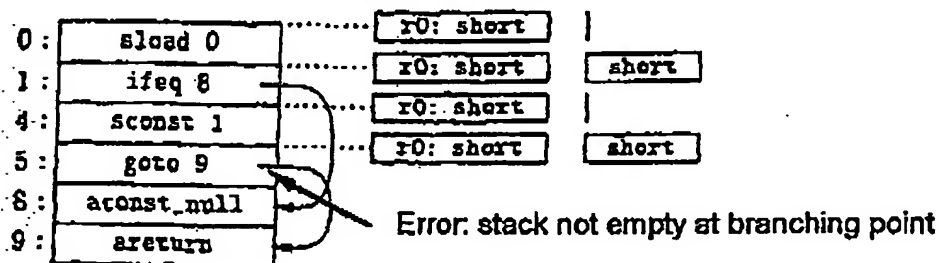 0: sload 0 r0: short
1: ifeq 8 r0: short short
4: sconst 1 r0: short
5: goto 9 r0: short short
8: aconst_null
9: areturn
Error: stack not empty at branching point